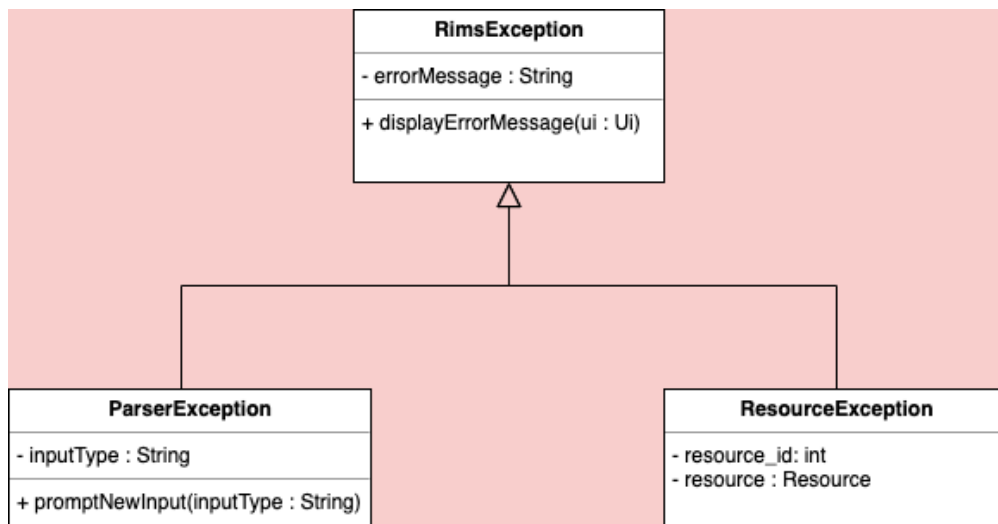 RimsException
- errorMessage : String
+ displayErrorMessage(ui : Ui)
ParserException
- inputType : String
+ promptNewInput(inputType : String)
ResourceException
- resource_id: int
- resource : Resource